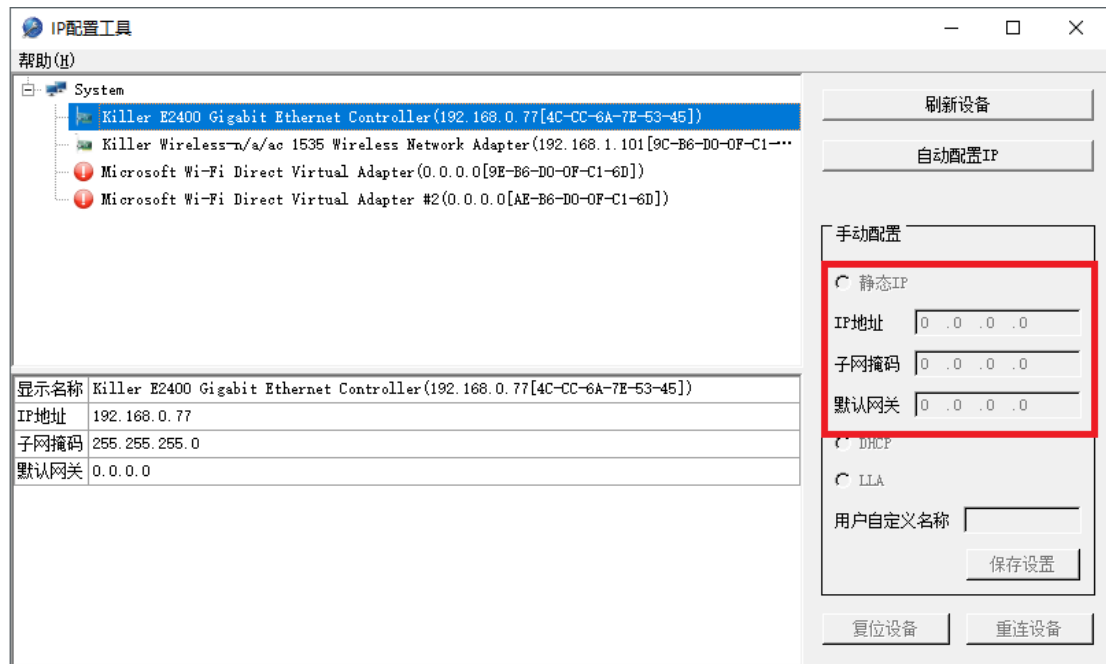 IP配置工具
帮助(H)
System
Killer E2400 Gigabit Ethernet Controller(192.168.0.77[4C-CC-6A-7E-53-45])
Killer Wireless-n/a/ac 1535 Wireless Network Adapter(192.168.1.101[9C-B6-D0-0F-C1-…
Microsoft Wi-Fi Direct Virtual Adapter(0.0.0.0[9E-B6-D0-0F-C1-6D])
Microsoft Wi-Fi Direct Virtual Adapter #2(0.0.0.0[AE-B6-D0-0F-C1-6D])
显示名称 Killer E2400 Gigabit Ethernet Controller(192.168.0.77[4C-CC-6A-7E-53-45])
IP地址 192.168.0.77
子网掩码 255.255.255.0
默认网关 0.0.0.0
刷新设备
自动配置IP
手动配置
静态IP
IP地址 0 .0 .0 .0
子网掩码 0 .0 .0 .0
默认网关 0 .0 .0 .0
DHCP
LLA
用户自定义名称
保存设置
复位设备 重连设备